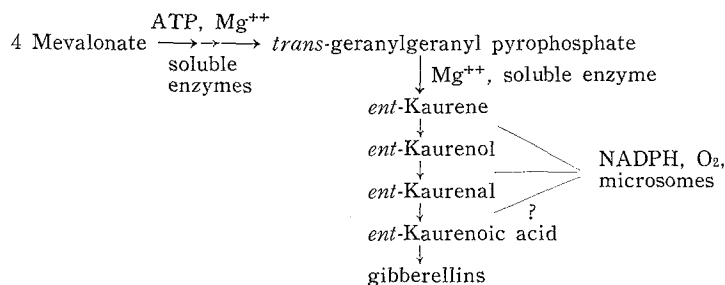 ATP, Mg++
4 Mevalonate trans-geranylgeranyl pyrophosphate
soluble
enzymes
Mg++, soluble enzyme
ent-Kaurene
ent-Kaurenol
ent-Kaurenal
?
ent-Kaurenoic acid
gibberellins
NADPH, O2,
microsomes